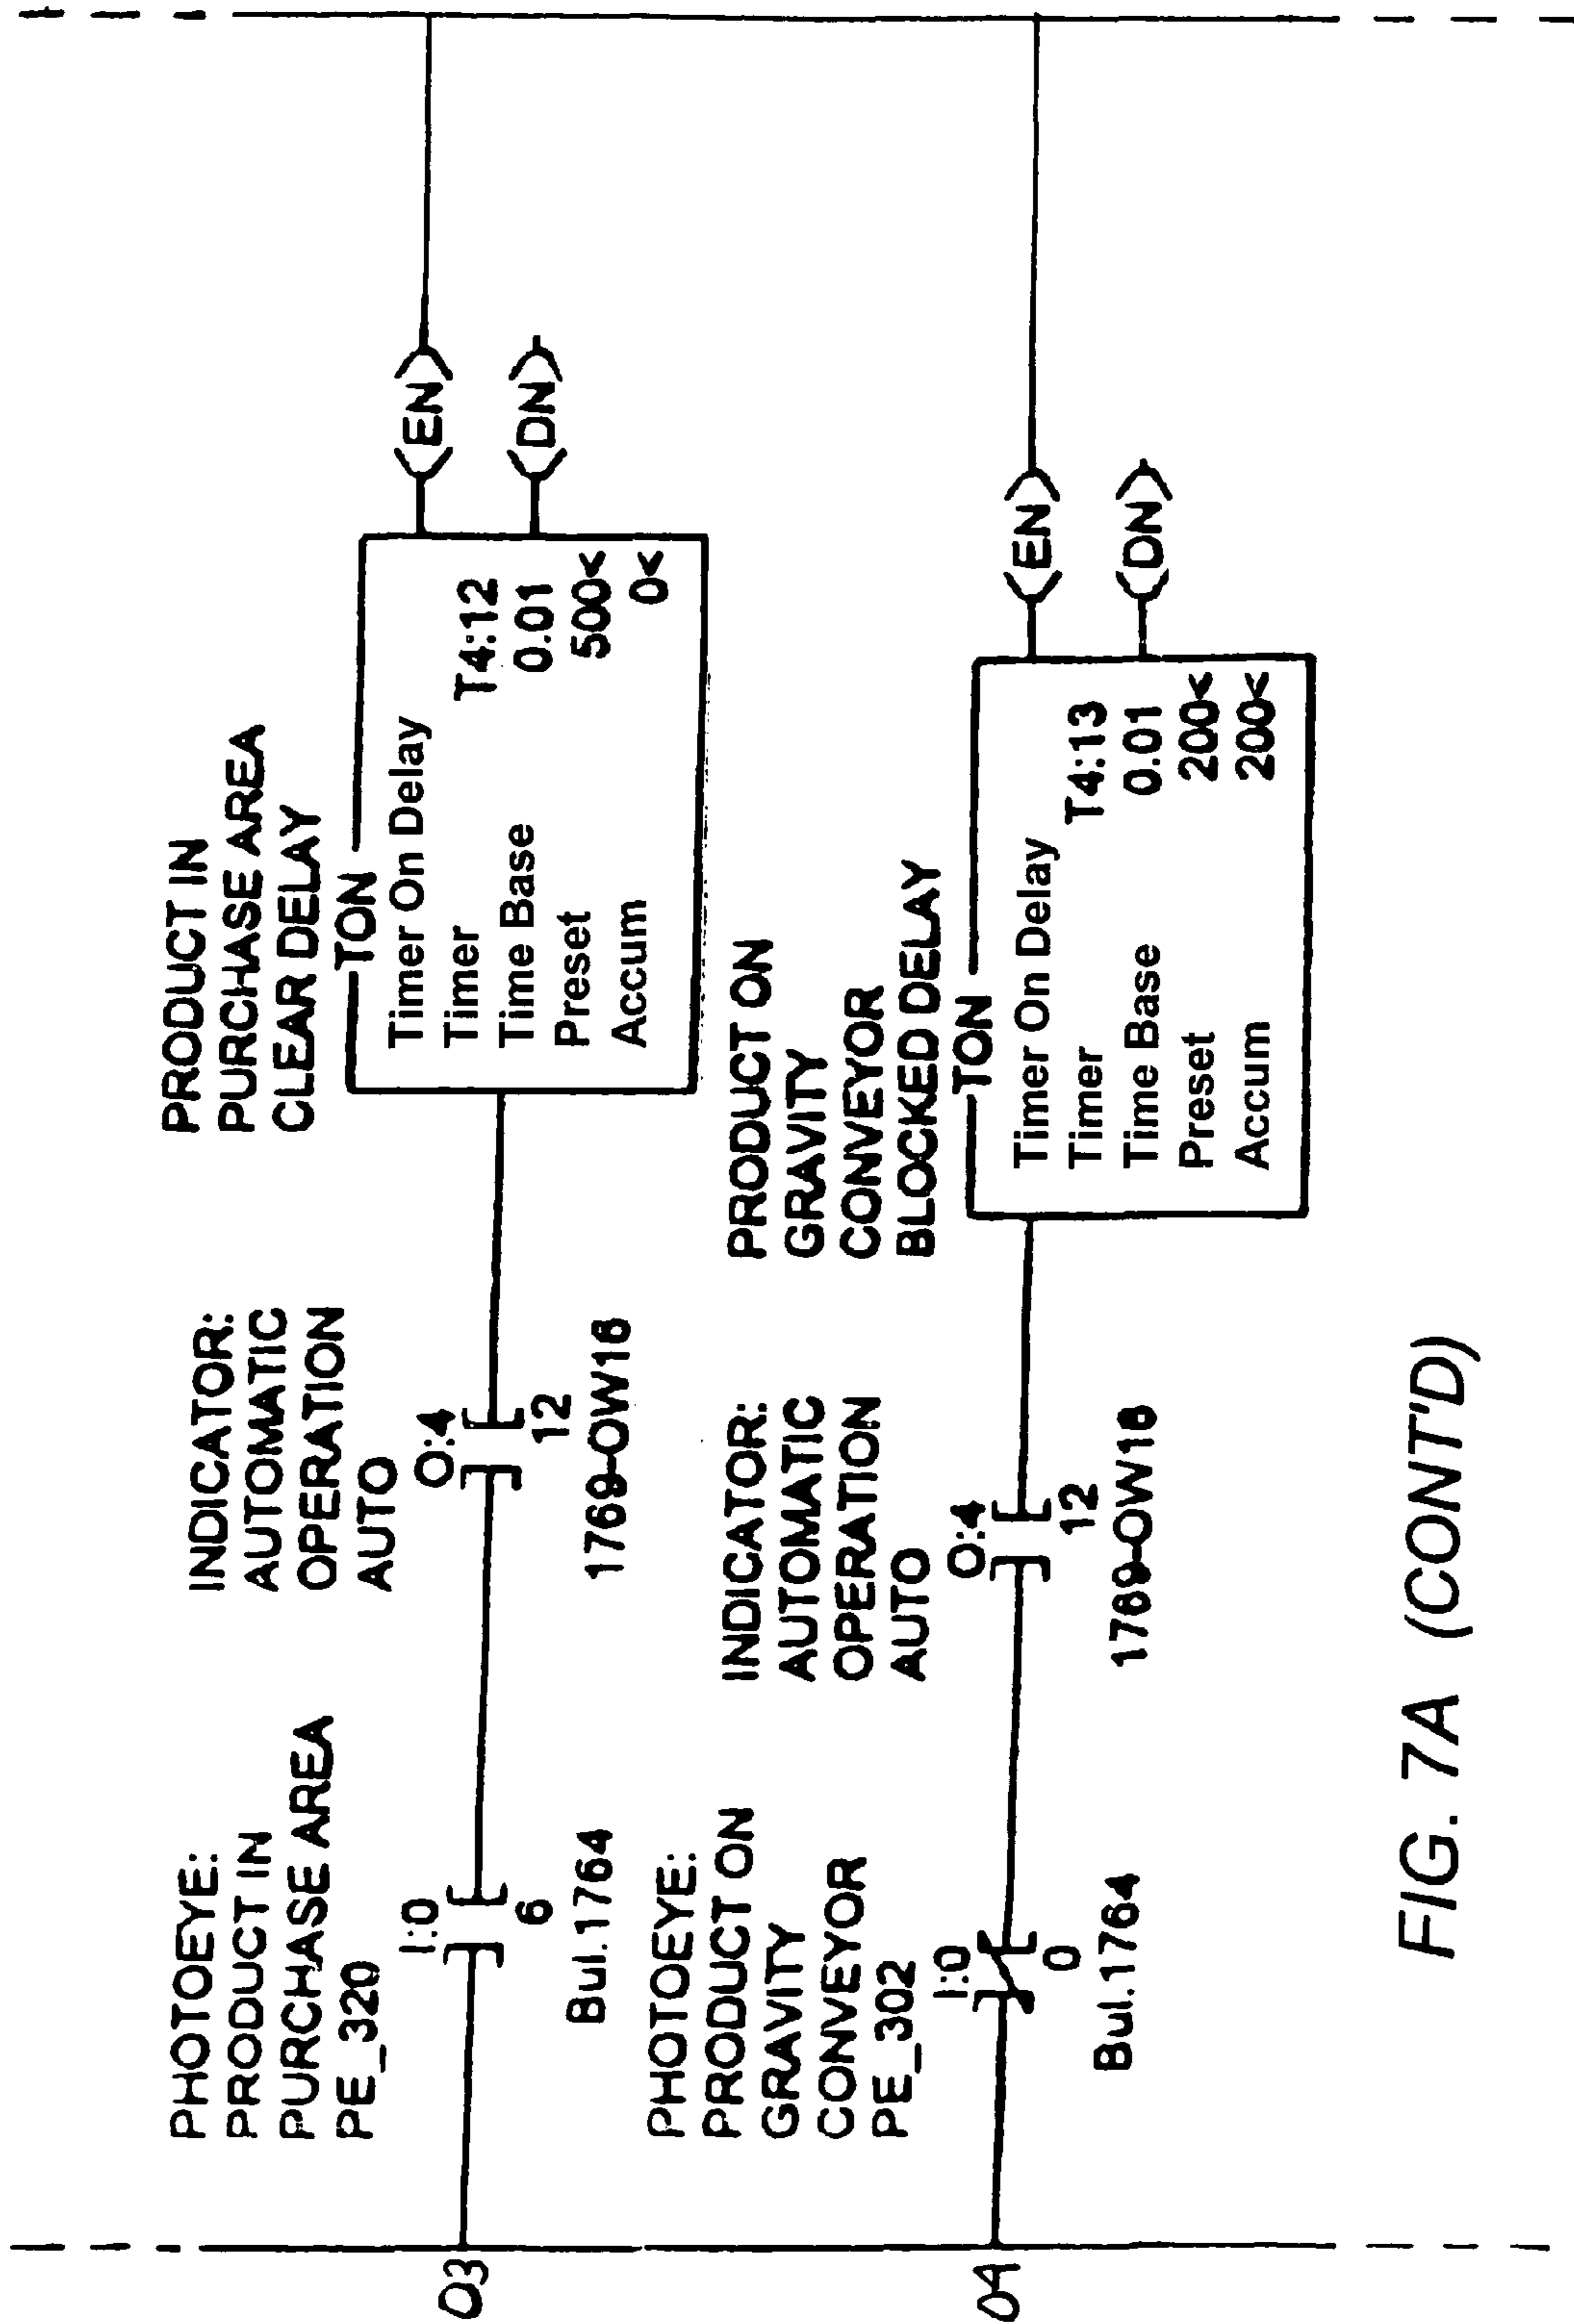 03
PHOTOEYE:
PRODUCT IN
PURCHASE AREA
PE_320
I:0
6
Bul.1764
INDICATOR:
AUTOMATIC
OPERATION
AUTO
O:4
12
1769-OW16
PRODUCT IN
PURCHASE AREA
CLEAR DELAY
TON
Timer On Delay
Timer T4:12
Time Base 0.01
Preset 500<
Accum 0<
(EN)
(DN)
04
PHOTOEYE:
PRODUCT ON
GRAVITY
CONVEYOR
PE_302
I:0
0
Bul.1764
INDICATOR:
AUTOMATIC
OPERATION
AUTO
O:4
12
1769-OW16
PRODUCT ON
GRAVITY
CONVEYOR
BLOCKED DELAY
TON
Timer On Delay
Timer T4:13
Time Base 0.01
Preset 200<
Accum 200<
(EN)
(DN)
FIG. 7A (CONT'D)